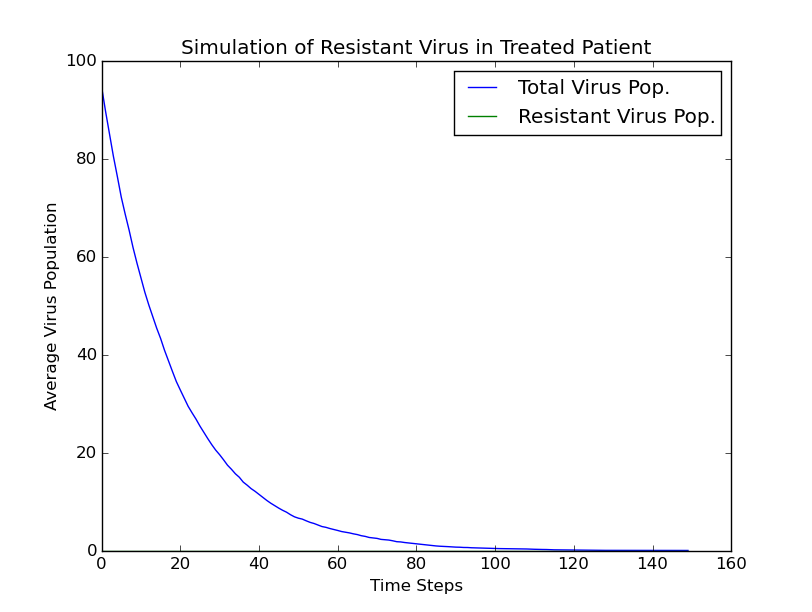 Simulation of Resistant Virus in Treated Patient
100
80
60
40
20
0
Average Virus Population
Total Virus Pop.
Resistant Virus Pop.
0 20 40 60 80 100 120 140 160
Time Steps